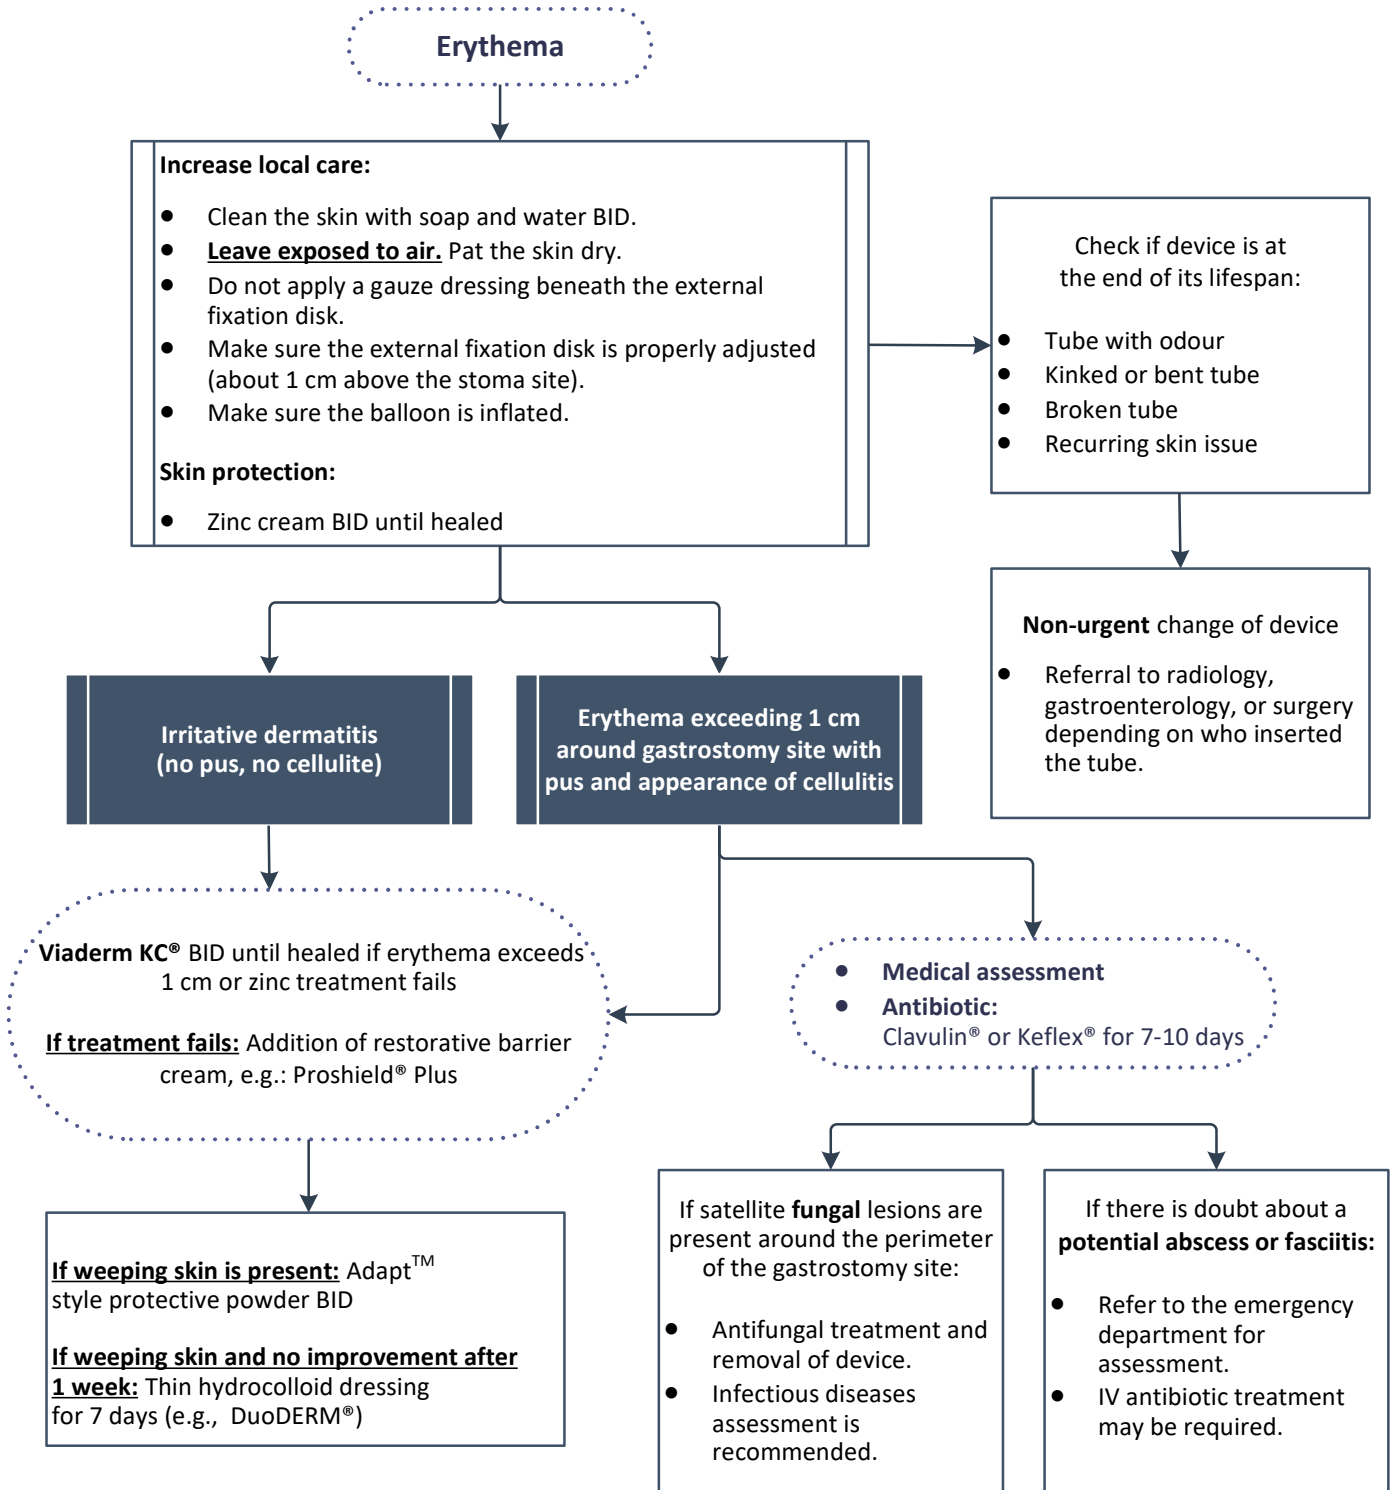 Erythema
Increase local care:
● Clean the skin with soap and water BID.
● Leave exposed to air. Pat the skin dry.
● Do not apply a gauze dressing beneath the external
fixation disk.
● Make sure the external fixation disk is properly adjusted
(about 1 cm above the stoma site).
● Make sure the balloon is inflated.
Skin protection:
● Zinc cream BID until healed
Check if device is at
the end of its lifespan:
● Tube with odour
● Kinked or bent tube
● Broken tube
● Recurring skin issue
Non-urgent change of device
● Referral to radiology,
gastroenterology, or surgery
depending on who inserted
the tube.
Irritative dermatitis
(no pus, no cellulite)
Erythema exceeding 1 cm
around gastrostomy site with
pus and appearance of cellulitis
Viaderm KC® BID until healed if erythema exceeds
1 cm or zinc treatment fails
If treatment fails: Addition of restorative barrier
cream, e.g.: Proshield® Plus
● Medical assessment
● Antibiotic:
Clavulin® or Keflex® for 7-10 days
If weeping skin is present: Adapt™
style protective powder BID
If weeping skin and no improvement after
1 week: Thin hydrocolloid dressing
for 7 days (e.g., DuoDERM®)
If satellite fungal lesions are
present around the perimeter
of the gastrostomy site:
● Antifungal treatment and
removal of device.
● Infectious diseases
assessment is
recommended.
If there is doubt about a
potential abscess or fasciitis:
● Refer to the emergency
department for
assessment.
● IV antibiotic treatment
may be required.